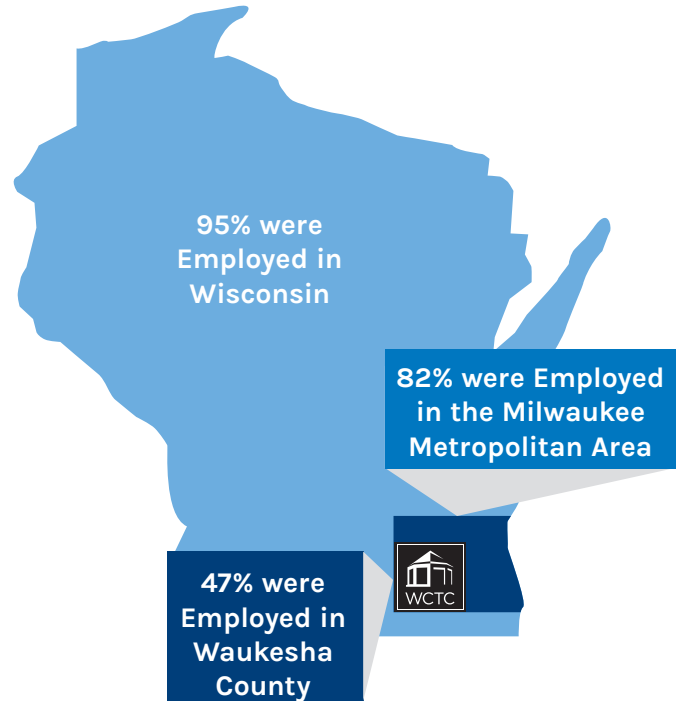 95% were
Employed in
Wisconsin
82% were Employed
in the Milwaukee
Metropolitan Area
WCTC
47% were
Employed in
Waukesha
County